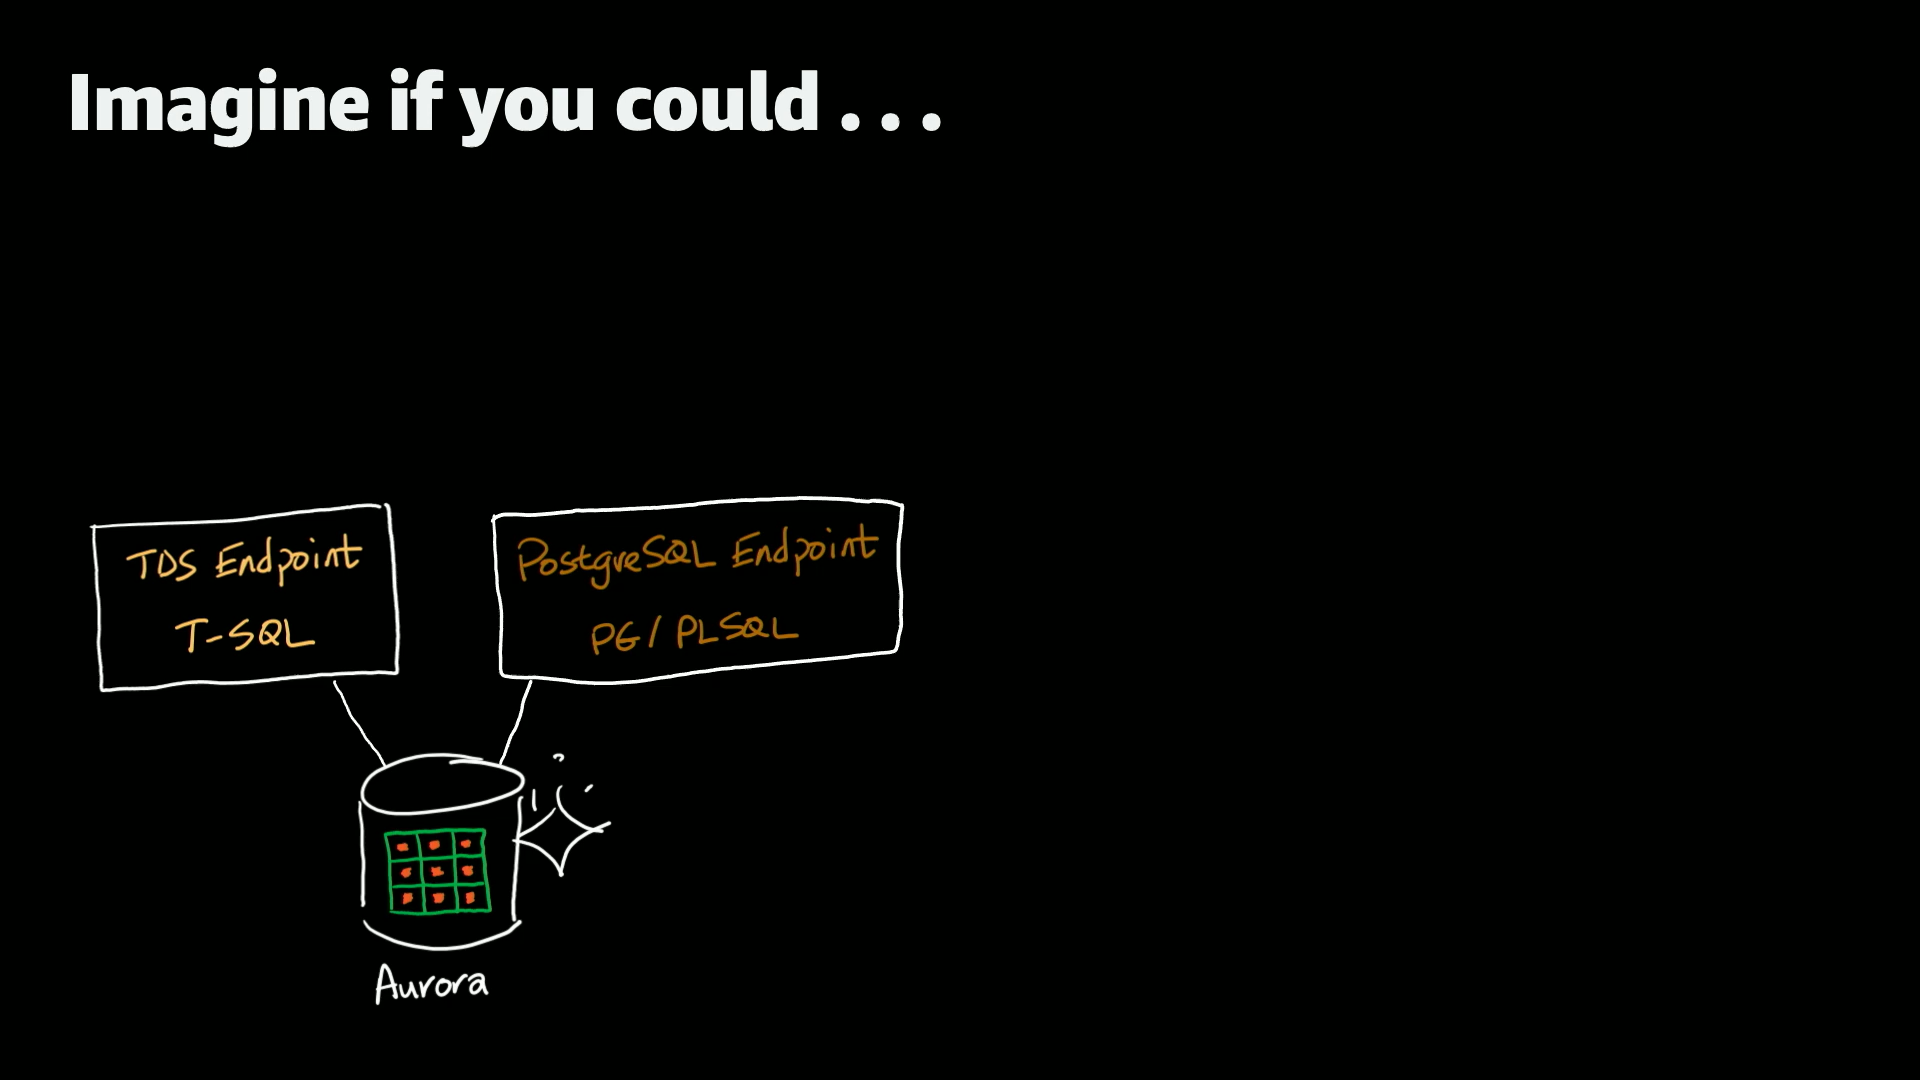 Imagine if you could . . .
TDS Endpoint
T-SQL
PostgreSQL Endpoint
PG/PLSQL
Aurora